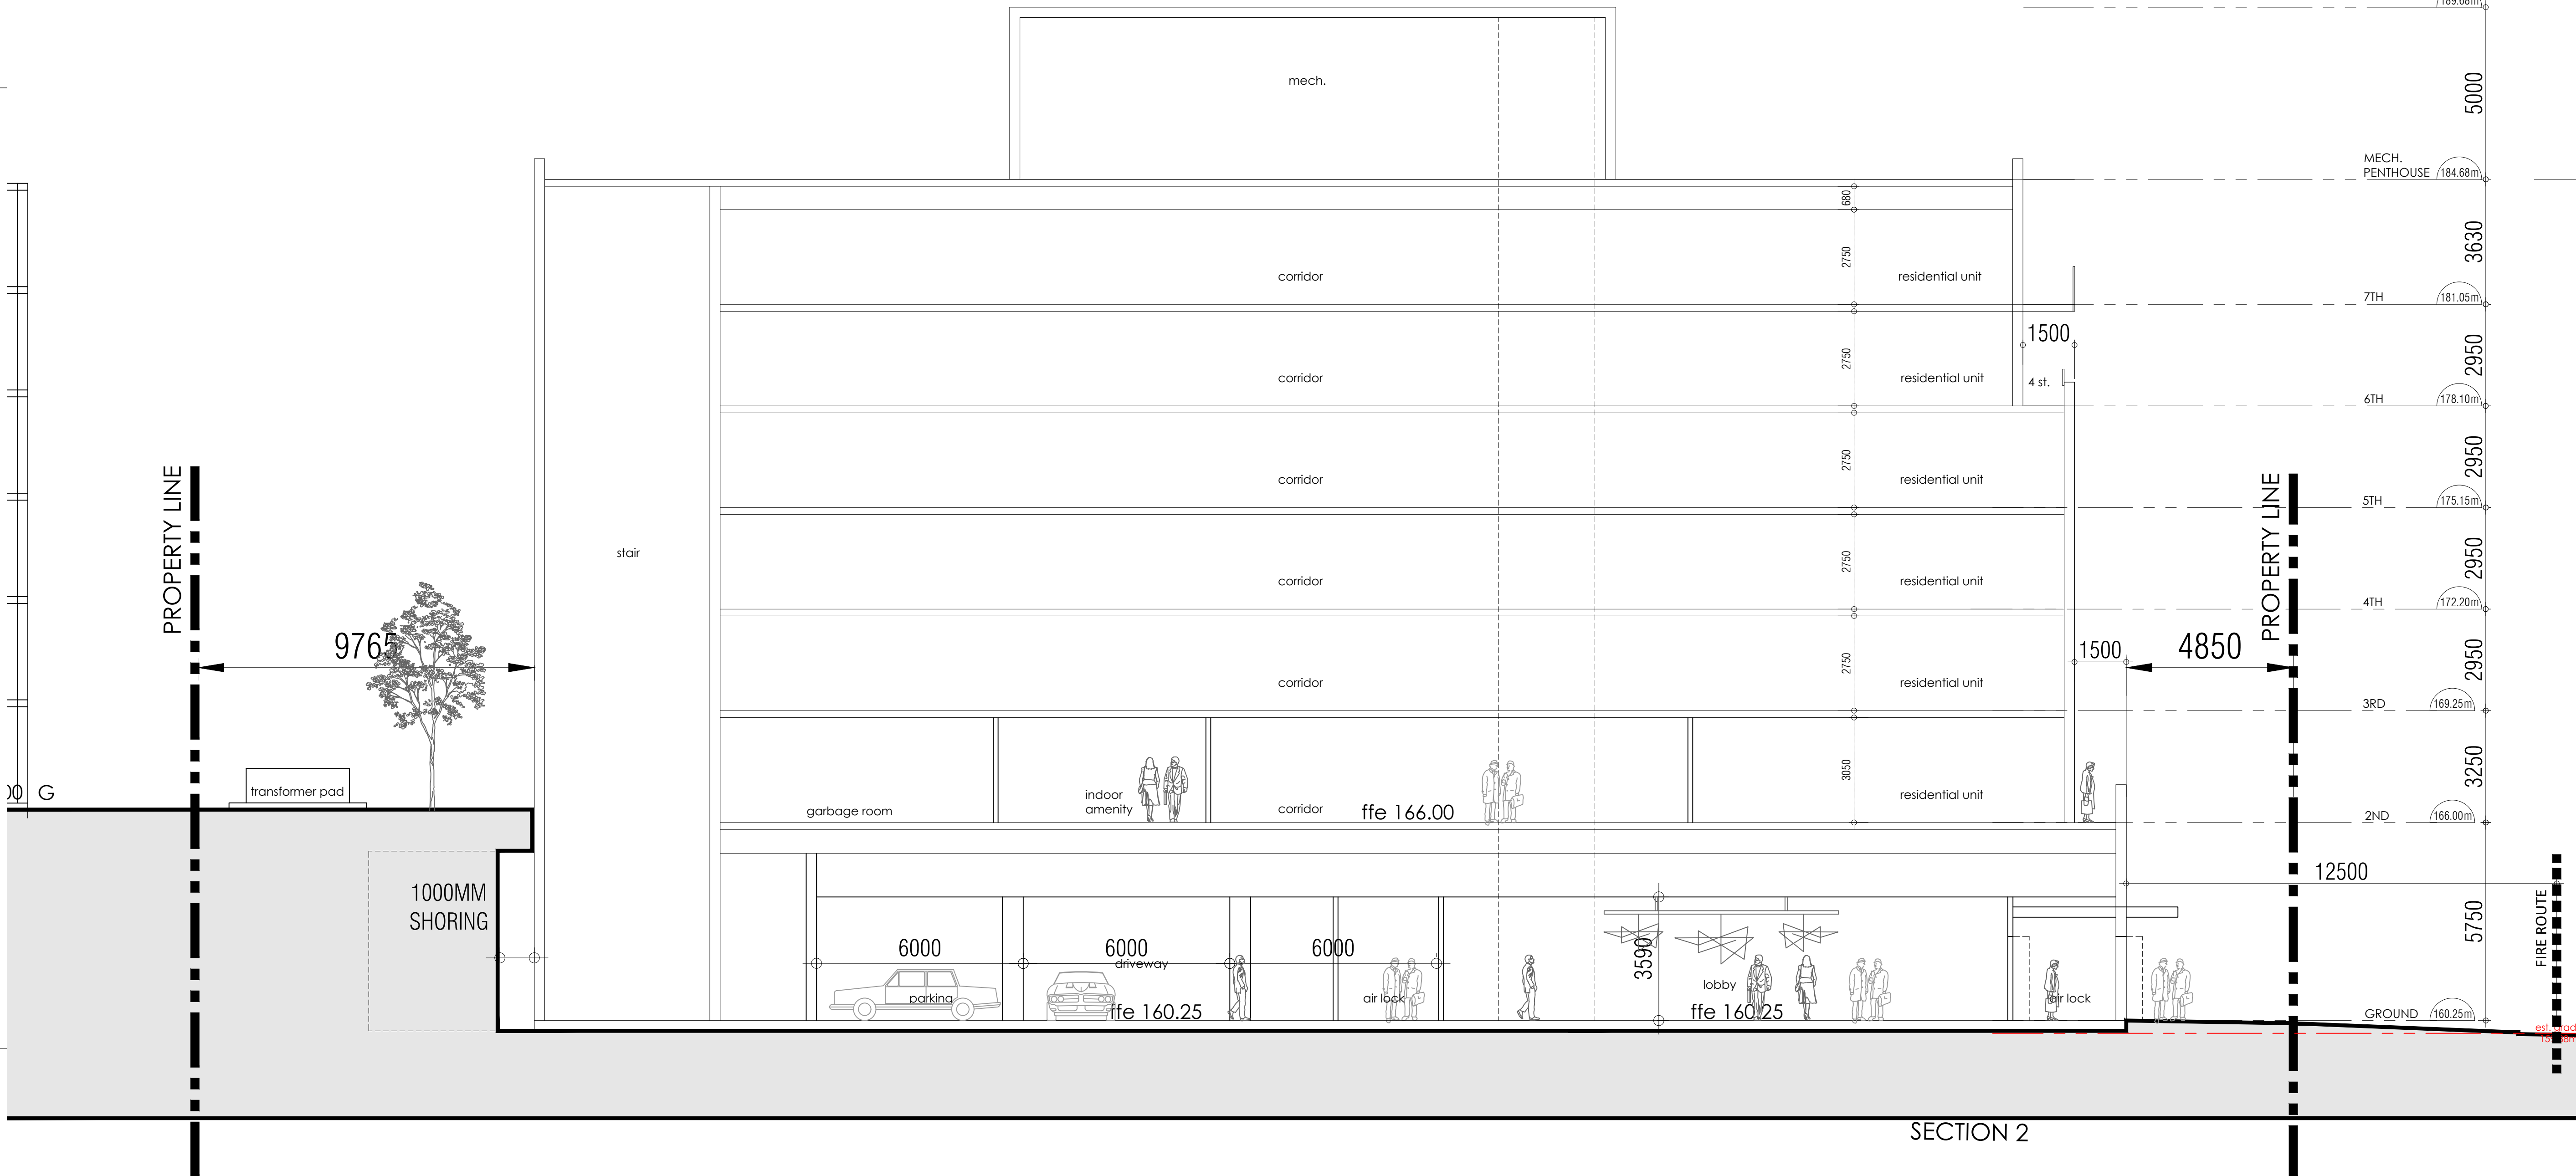 189.68m
mech.
5000
MECH.
PENTHOUSE
184.68m
680
2750
3630
corridor
residential unit
7TH
181.05m
1500
2750
2950
corridor
residential unit
4 st.
6TH
178.10m
PROPERTY LINE
2750
2950
corridor
residential unit
PROPERTY LINE
5TH
175.15m
stair
2750
2950
corridor
residential unit
4TH
172.20m
9765
1500
4850
2750
2950
corridor
residential unit
3RD
169.25m
3050
3250
00 G
transformer pad
garbage room
indoor
amenity
corridor
ffe 166.00
residential unit
2ND
166.00m
12500
1000MM
SHORING
6000
6000
6000
3590
5750
FIRE ROUTE
driveway
parking
air lock
lobby
air lock
ffe 160.25
ffe 160.25
GROUND
160.25m
est. grad
SECTION 2